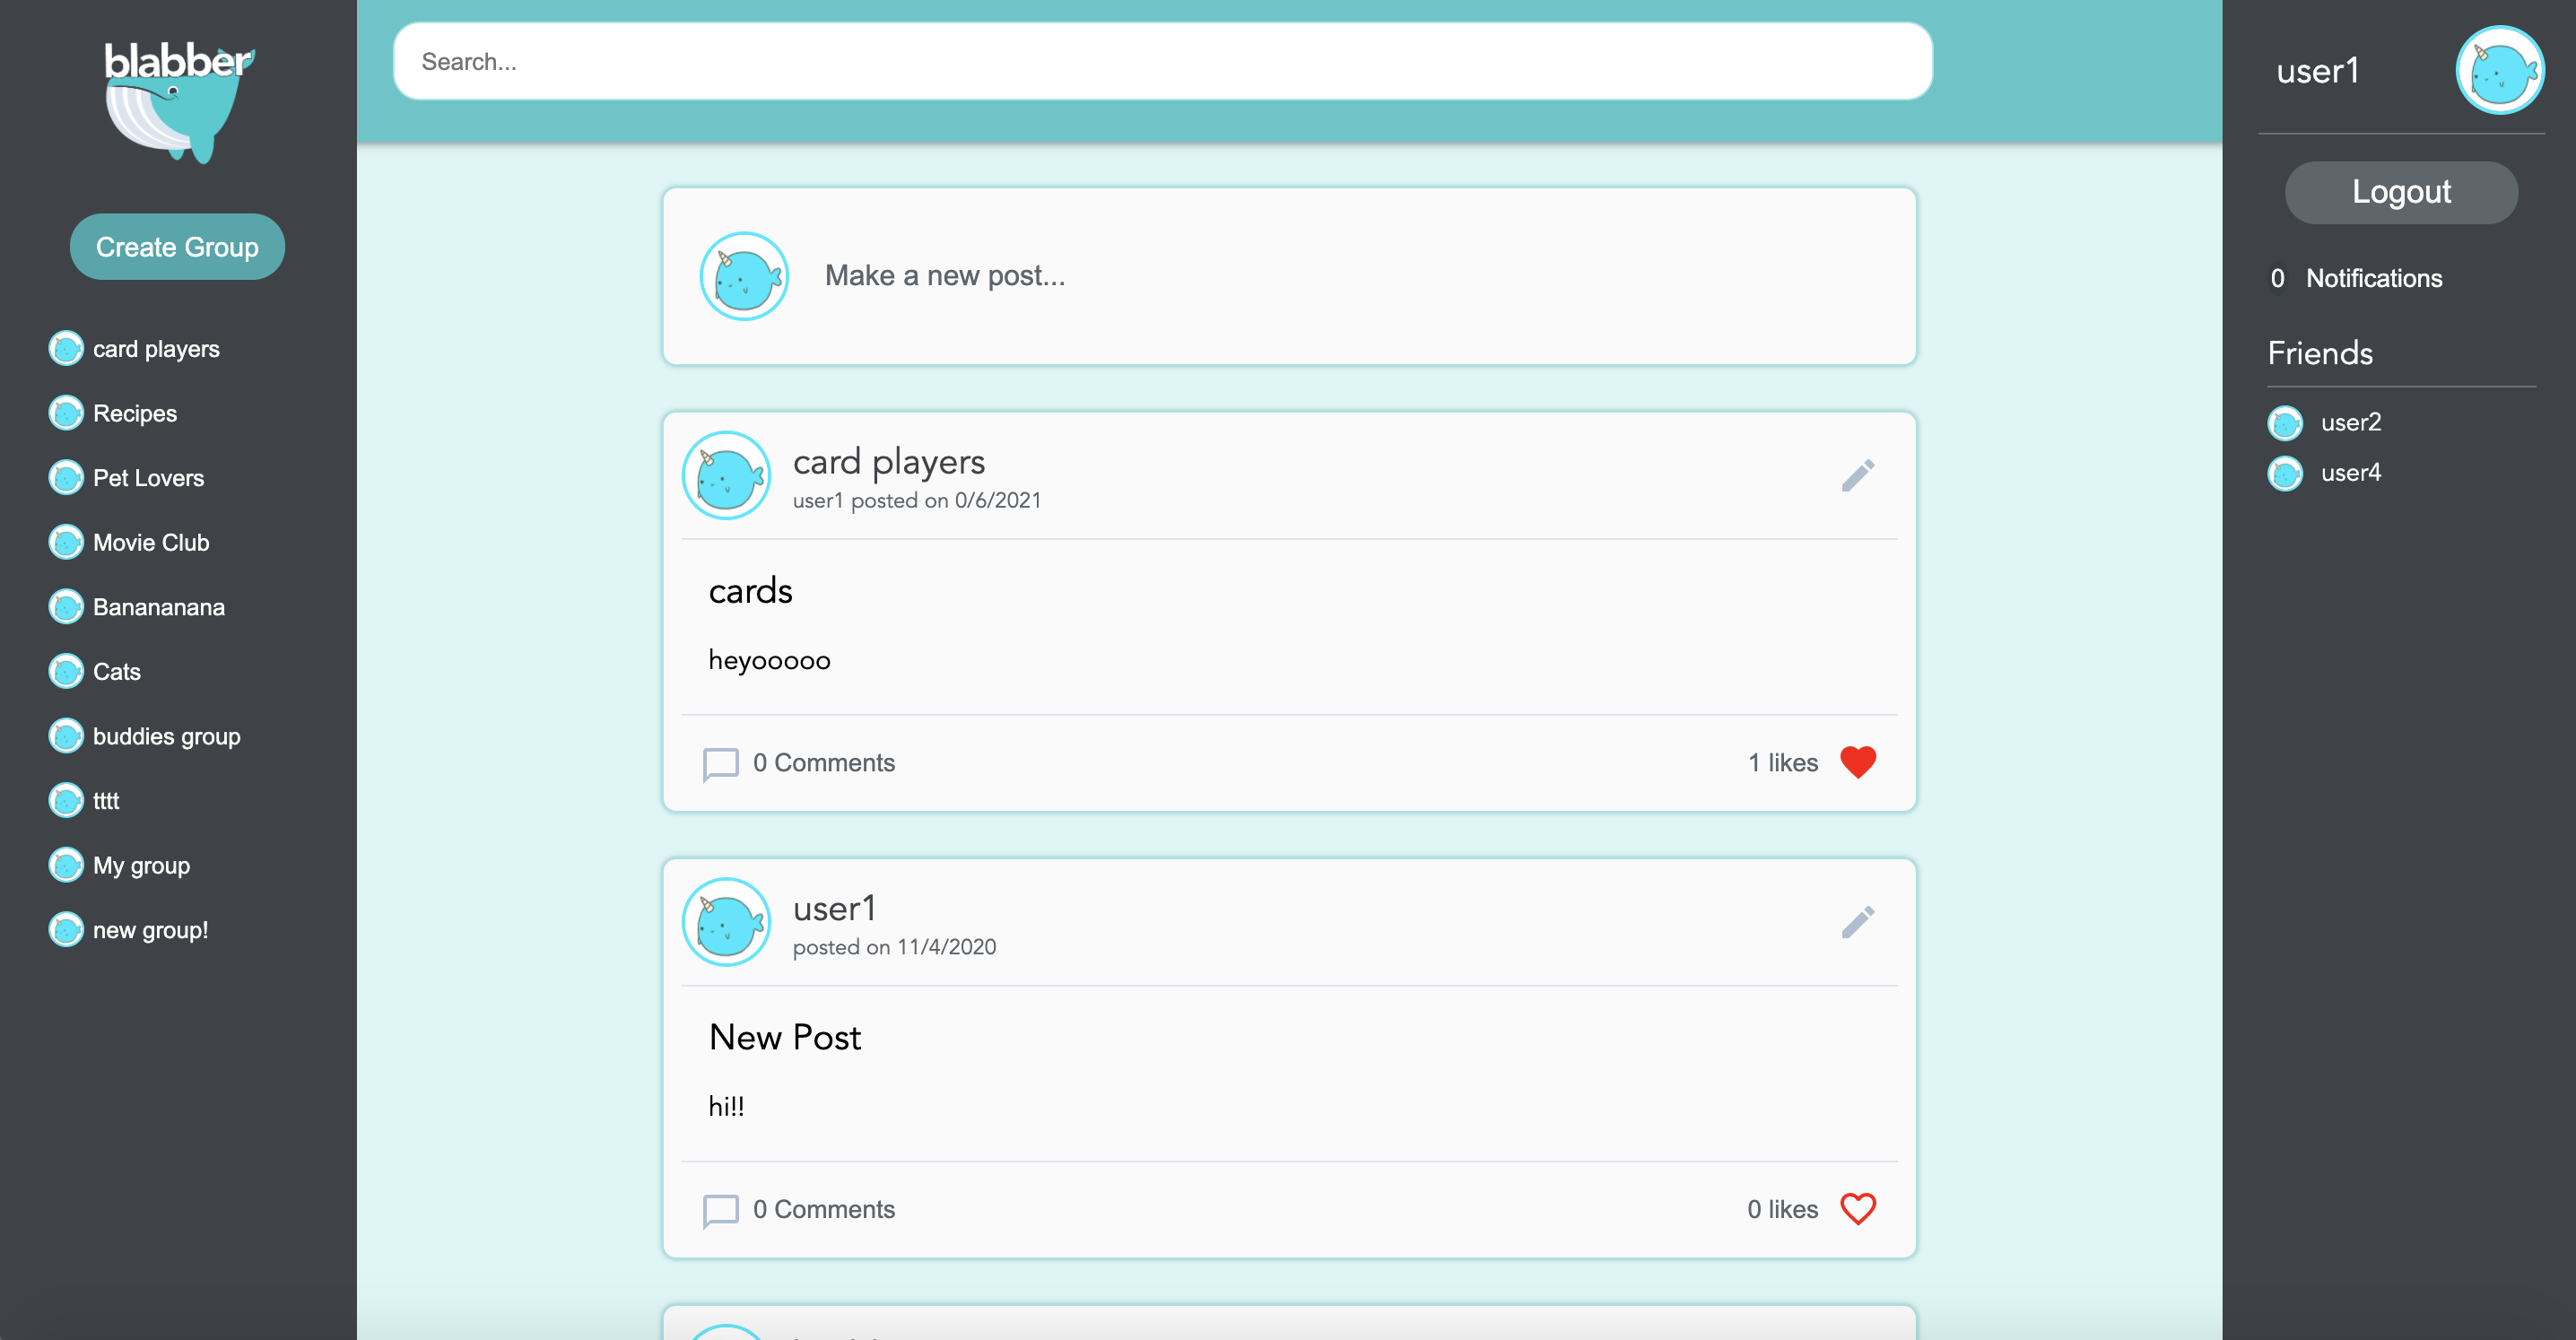 blabber
Create Group
card players
Recipes
Pet Lovers
Movie Club
Banananana
Cats
buddies group
tttt
My group
new group!
Search...
Make a new post...
card players
user1 posted on 0/6/2021
cards
heyooooo
0 Comments
1 likes
user1
posted on 11/4/2020
New Post
hi!!
0 Comments
0 likes
user1
Logout
0 Notifications
Friends
user2
user4